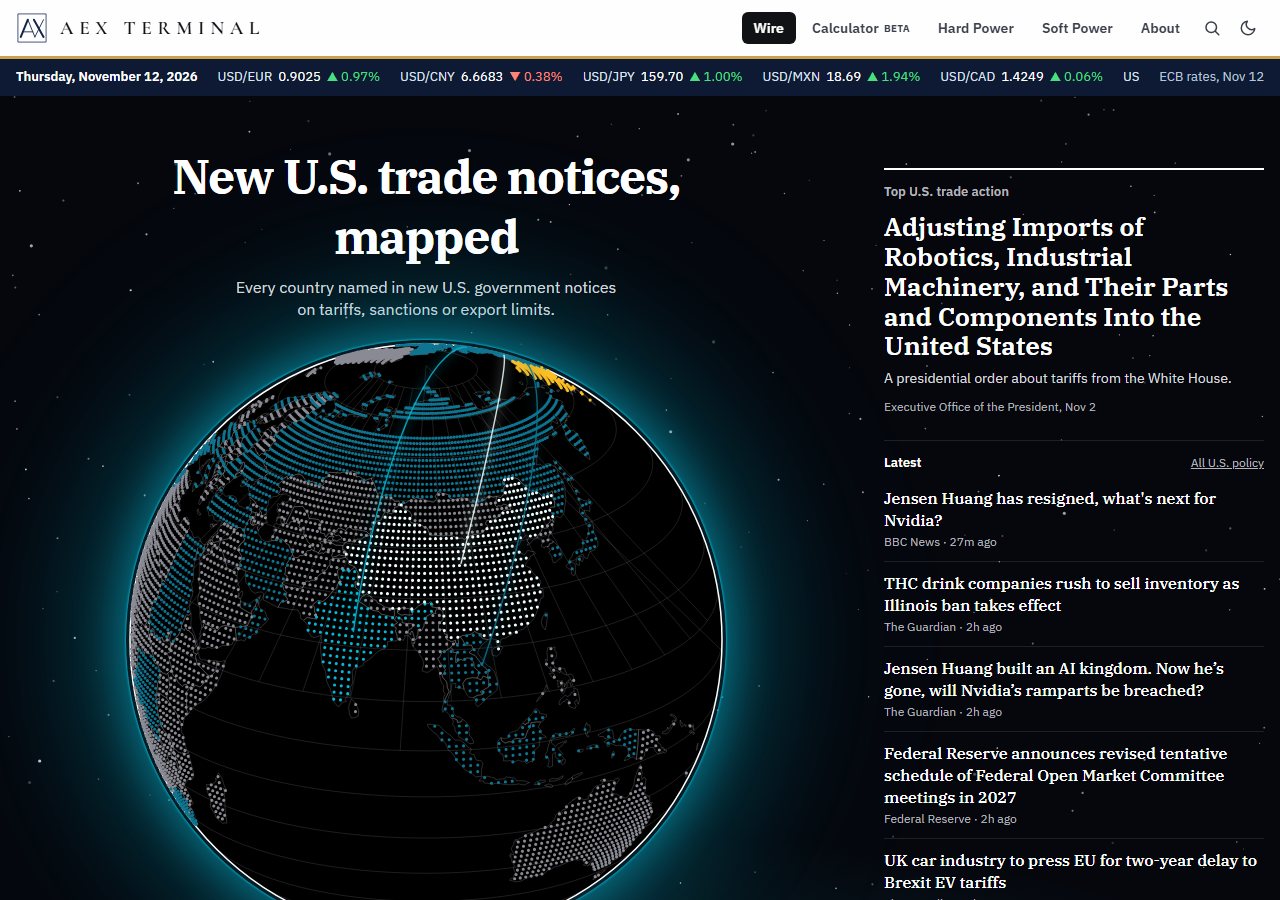 AEX TERMINAL
Wire
Calculator BETA
Hard Power
Soft Power
About
Thursday, November 12, 2026 USD/EUR 0.9025 ▲ 0.97% USD/CNY 6.6683 ▼ 0.38% USD/JPY 159.70 ▲ 1.00% USD/MXN 18.69 ▲ 1.94% USD/CAD 1.4249 ▲ 0.06% US ECB rates, Nov 12
New U.S. trade notices,
mapped
Every country named in new U.S. government notices
on tariffs, sanctions or export limits.
Top U.S. trade action
Adjusting Imports of
Robotics, Industrial
Machinery, and Their Parts
and Components Into the
United States
A presidential order about tariffs from the White House.
Executive Office of the President, Nov 2
Latest
All U.S. policy
Jensen Huang has resigned, what's next for
Nvidia?
BBC News · 27m ago
THC drink companies rush to sell inventory as
Illinois ban takes effect
The Guardian · 2h ago
Jensen Huang built an AI kingdom. Now he’s
gone, will Nvidia’s ramparts be breached?
The Guardian · 2h ago
Federal Reserve announces revised tentative
schedule of Federal Open Market Committee
meetings in 2027
Federal Reserve · 2h ago
UK car industry to press EU for two-year delay to
Brexit EV tariffs